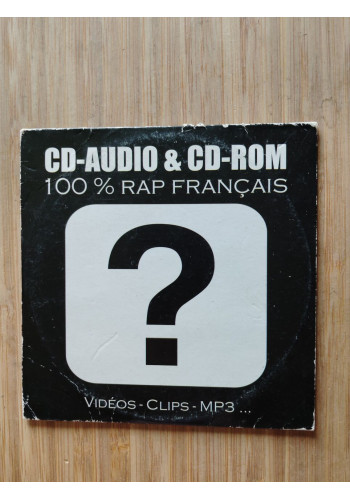 CD-AUDIO & CD-ROM
100 % RAP FRANÇAIS
?
VIDÉOS - CLIPS - MP3 ...